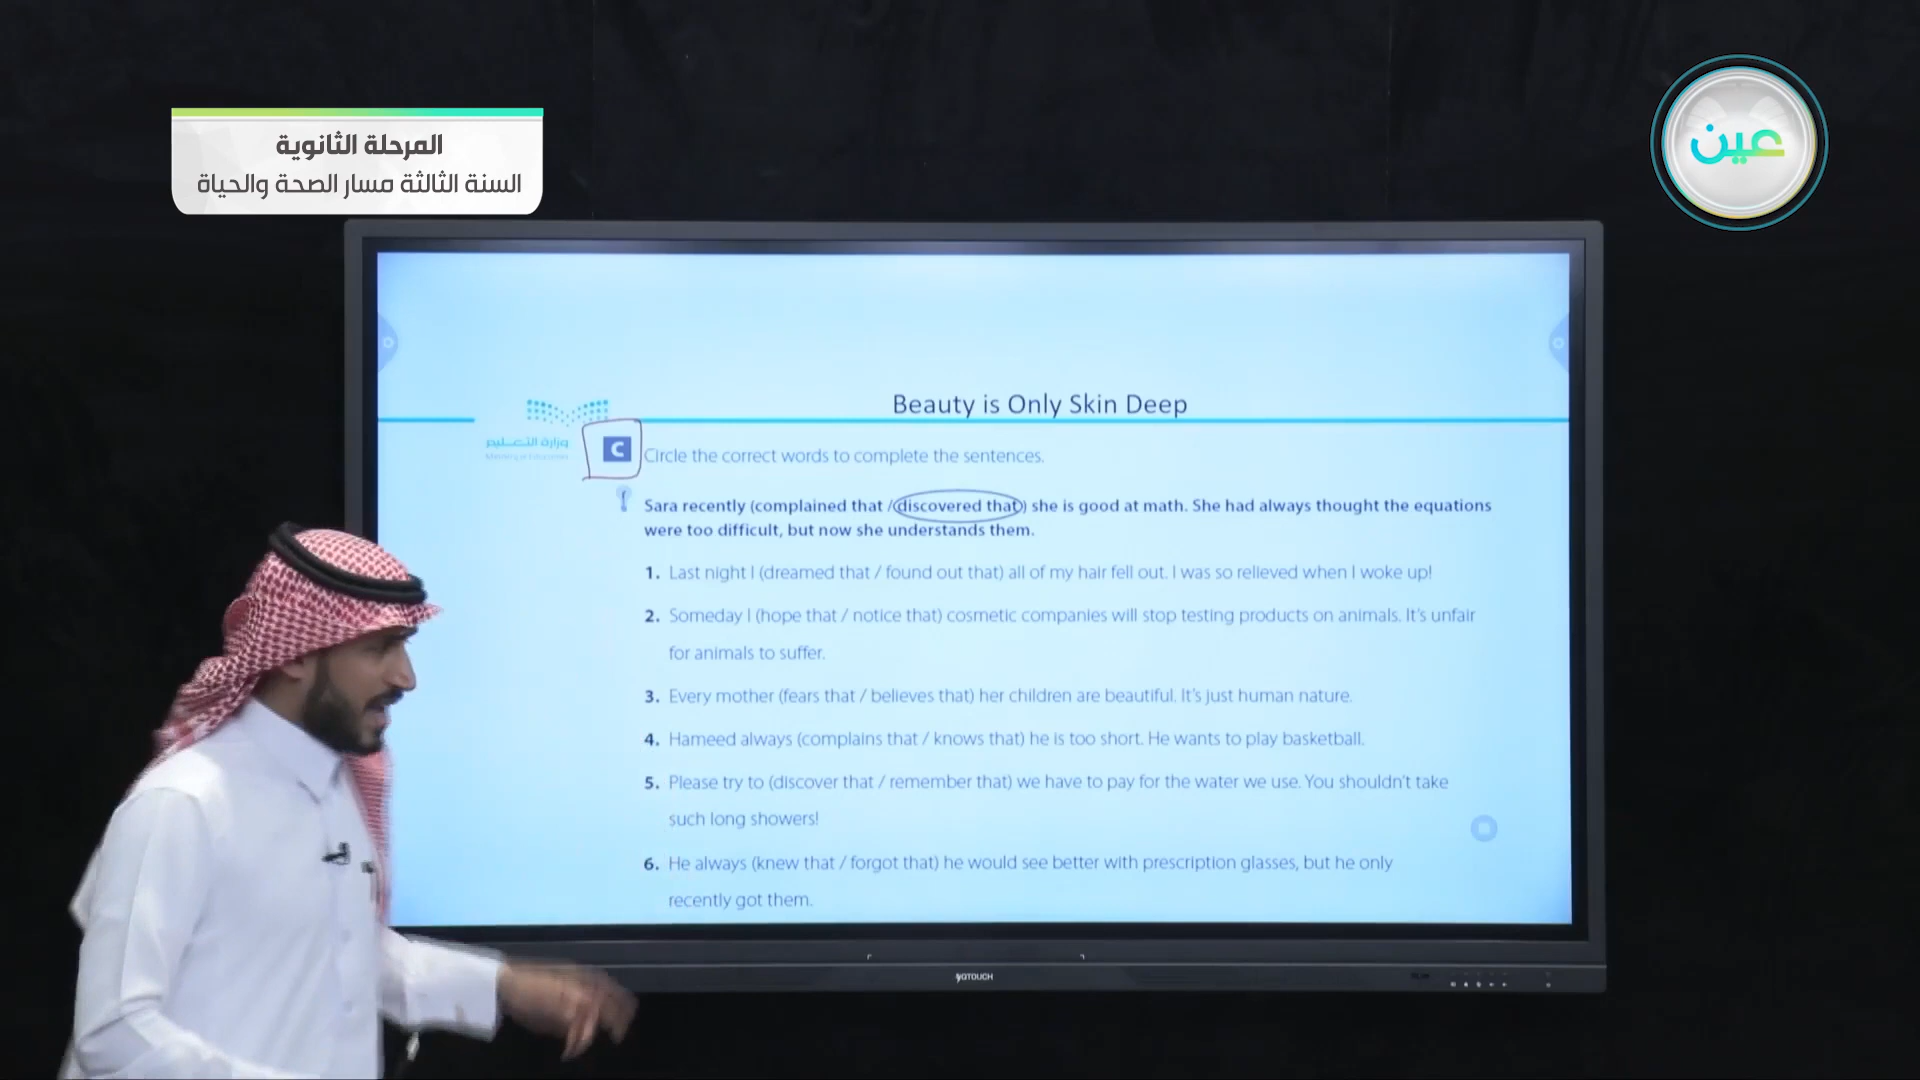 المرحلة الثانوية
السنة الثالثة مسار الصحة والحياة
عين
Beauty is Only Skin Deep
وزارة التعليم
Ministry of Education
C Circle the correct words to complete the sentences.
Sara recently (complained that / discovered that) she is good at math. She had always thought the equations
were too difficult, but now she understands them.
1. Last night I (dreamed that / found out that) all of my hair fell out. I was so relieved when I woke up!
2. Someday I (hope that / notice that) cosmetic companies will stop testing products on animals. It's unfair
for animals to suffer.
3. Every mother (fears that / believes that) her children are beautiful. It's just human nature.
4. Hameed always (complains that / knows that) he is too short. He wants to play basketball.
5. Please try to (discover that / remember that) we have to pay for the water we use. You shouldn't take
such long showers!
6. He always (knew that / forgot that) he would see better with prescription glasses, but he only
recently got them.